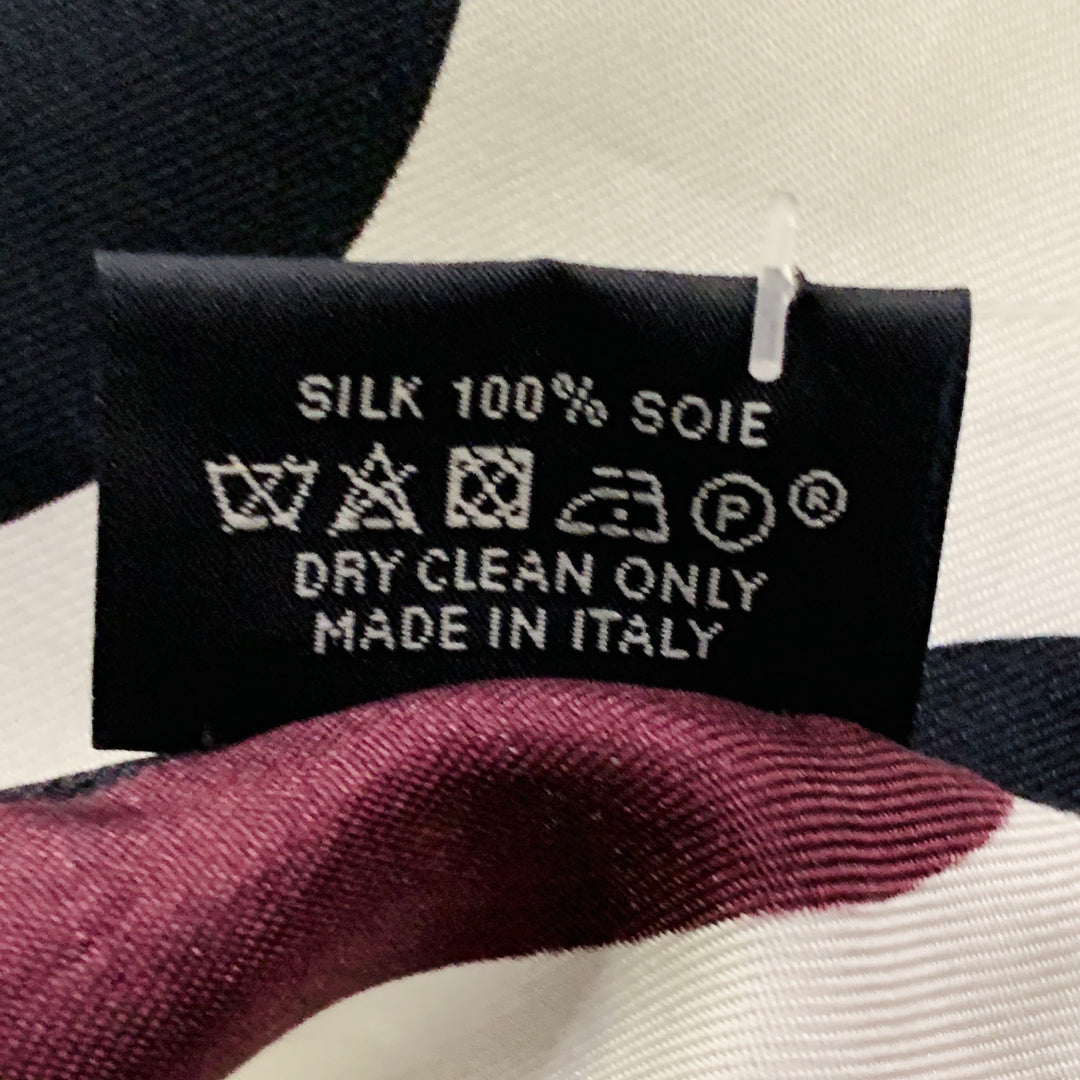 SILK 100% SOIE
P ®
DRY CLEAN ONLY
MADE IN ITALY